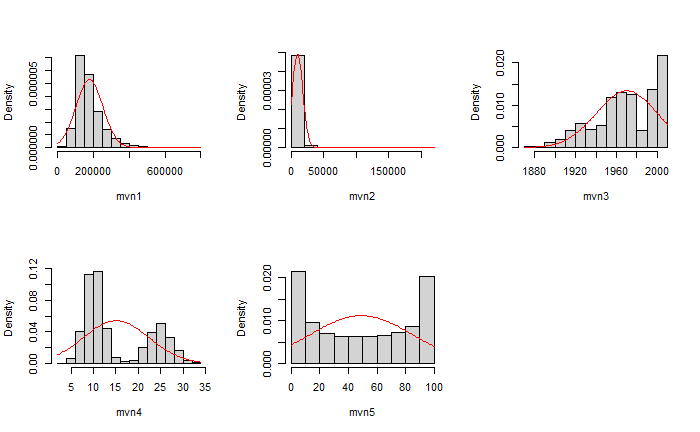 Density
0.000000 0.000005
0 200000 600000
mvn1
Density
0.00000 0.00003
0 50000 150000
mvn2
Density
0.000 0.010 0.020
1880 1920 1960 2000
mvn3
Density
0.00 0.04 0.08 0.12
5 10 15 20 25 30 35
mvn4
Density
0.000 0.010 0.020
0 20 40 60 80 100
mvn5